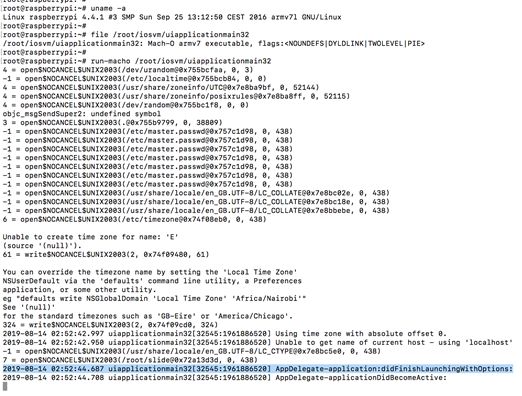 root@raspberrypi:~#
root@raspberrypi:~# uname -a
Linux raspberrypi 4.4.1 #3 SMP Sun Sep 25 13:12:50 CEST 2016 armv7l GNU/Linux
root@raspberrypi:~#
root@raspberrypi:~# file /root/iosvm/uiapplicationmain32
/root/iosvm/uiapplicationmain32: Mach-O armv7 executable, flags:<NOUNDEFS|DYLDLINK|TWOLEVEL|PIE>
root@raspberrypi:~#
root@raspberrypi:~# run-macho /root/iosvm/uiapplicationmain32
4 = open$NOCANCEL$UNIX2003(/dev/urandom@0x755bcfaa, 0, 3)
-1 = open$NOCANCEL$UNIX2003(/etc/localtime@0x755bcb84, 0, 0)
4 = open$NOCANCEL$UNIX2003(/usr/share/zoneinfo/UTC@0x7e8ba9bf, 0, 52144)
4 = open$NOCANCEL$UNIX2003(/usr/share/zoneinfo/posixrules@0x7e8ba8ff, 0, 52115)
4 = open$NOCANCEL$UNIX2003(/dev/random@0x755bc1f8, 0, 0)
objc_msgSendSuper2: undefined symbol
3 = open$NOCANCEL$UNIX2003(.@0x755b9799, 0, 38809)
-1 = open$NOCANCEL$UNIX2003(/etc/master.passwd@0x757c1d98, 0, 438)
-1 = open$NOCANCEL$UNIX2003(/etc/master.passwd@0x757c1d98, 0, 438)
-1 = open$NOCANCEL$UNIX2003(/etc/master.passwd@0x757c1d98, 0, 438)
-1 = open$NOCANCEL$UNIX2003(/etc/master.passwd@0x757c1d98, 0, 438)
-1 = open$NOCANCEL$UNIX2003(/etc/master.passwd@0x757c1d98, 0, 438)
-1 = open$NOCANCEL$UNIX2003(/etc/master.passwd@0x757c1d98, 0, 438)
-1 = open$NOCANCEL$UNIX2003(/etc/master.passwd@0x757c1d98, 0, 438)
-1 = open$NOCANCEL$UNIX2003(/usr/share/locale/en_GB.UTF-8/LC_COLLATE@0x7e8bc02e, 0, 438)
-1 = open$NOCANCEL$UNIX2003(/usr/share/locale/en_GB.UTF-8/LC_COLLATE@0x7e8bc18e, 0, 438)
-1 = open$NOCANCEL$UNIX2003(/usr/share/locale/en_GB.UTF-8/LC_COLLATE@0x7e8bbebe, 0, 438)
6 = open$NOCANCEL$UNIX2003(/etc/timezone@0x74f08eb0, 0, 438)
Unable to create time zone for name: 'E'
(source '(null)').
61 = write$NOCANCEL$UNIX2003(2, 0x74f09480, 61)
You can override the timezone name by setting the 'Local Time Zone'
NSUserDefault via the 'defaults' command line utility, a Preferences
application, or some other utility.
eg "defaults write NSGlobalDomain 'Local Time Zone' 'Africa/Nairobi'"
See '(null)'
for the standard timezones such as 'GB-Eire' or 'America/Chicago'.
324 = write$NOCANCEL$UNIX2003(2, 0x74f09cd0, 324)
2019-08-14 02:52:42.997 uiapplicationmain32[32545:1961886520] Using time zone with absolute offset 0.
2019-08-14 02:52:42.950 uiapplicationmain32[32545:1961886520] Unable to get name of current host - using 'localhost'
-1 = open$NOCANCEL$UNIX2003(/usr/share/locale/en_GB.UTF-8/LC_CTYPE@0x7e8bc5e0, 0, 438)
7 = open$NOCANCEL$UNIX2003(/root/slide@0x72a13d3d, 0, 438)
2019-08-14 02:52:44.687 uiapplicationmain32[32545:1961886520] AppDelegate-application:didFinishLaunchingWithOptions:
2019-08-14 02:52:44.708 uiapplicationmain32[32545:1961886520] AppDelegate-applicationDidBecomeActive: